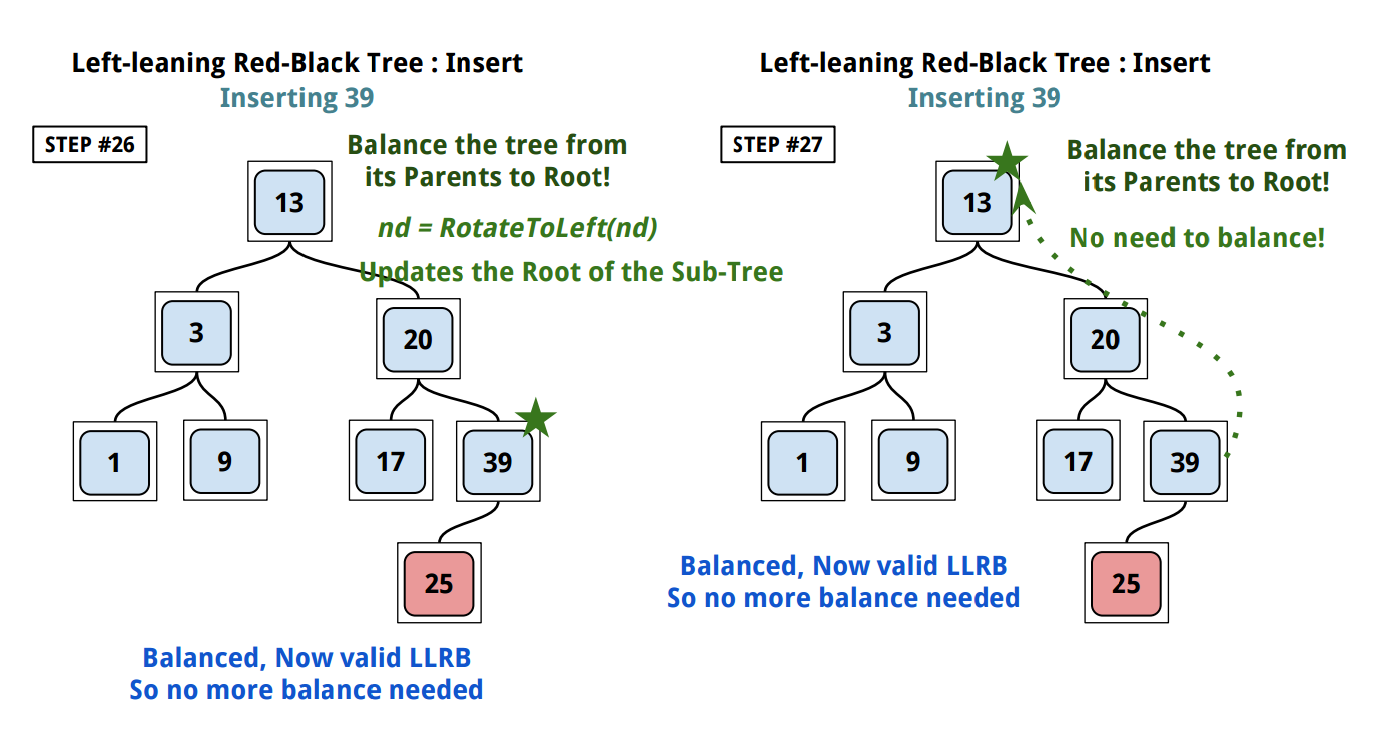 Left-leaning Red-Black Tree : Insert
Inserting 39
STEP #26
Balance the tree from
its Parents to Root!
nd = RotateToLeft(nd)
Updates the Root of the Sub-Tree
13
3
20
1
9
17
39
25
Balanced, Now valid LLRB
So no more balance needed
Left-leaning Red-Black Tree : Insert
Inserting 39
STEP #27
Balance the tree from
its Parents to Root!
No need to balance!
13
3
20
1
9
17
39
25
Balanced, Now valid LLRB
So no more balance needed